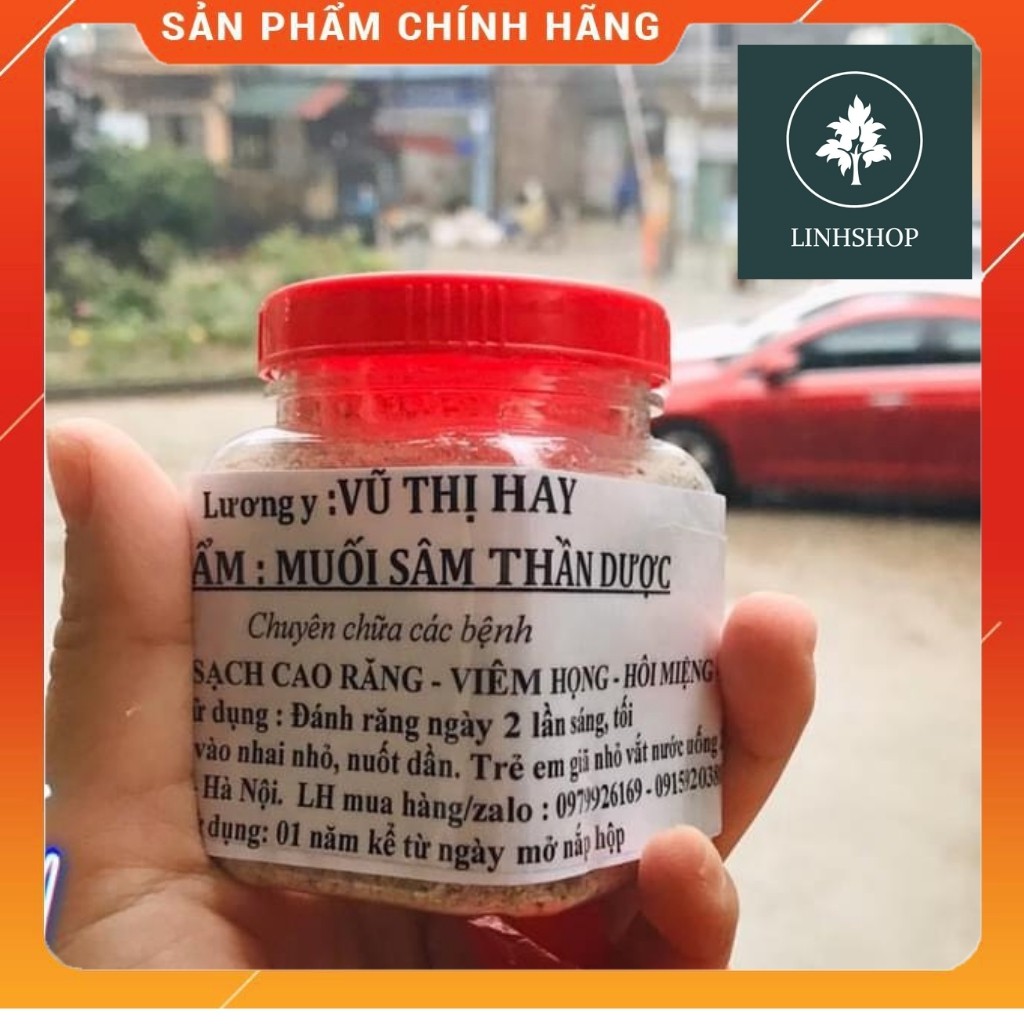 SẢN PHẨM CHÍNH HÃNG
LINHSHOP
Lương y : VŨ THỊ HAY
ẨM : MUỐI SÂM THẦN DƯỢC
Chuyên chữa các bệnh
SẠCH CAO RĂNG - VIÊM HỌNG - HÔI MIỆNG
dụng : Đánh răng ngày 2 lần sáng, tối
vào nhai nhỏ, nuốt dần. Trẻ em giã nhỏ vắt nước uống
- Hà Nội. LH mua hàng/zalo : 0979926169 -
dụng: 01 năm kể từ ngày mở nắp hộp